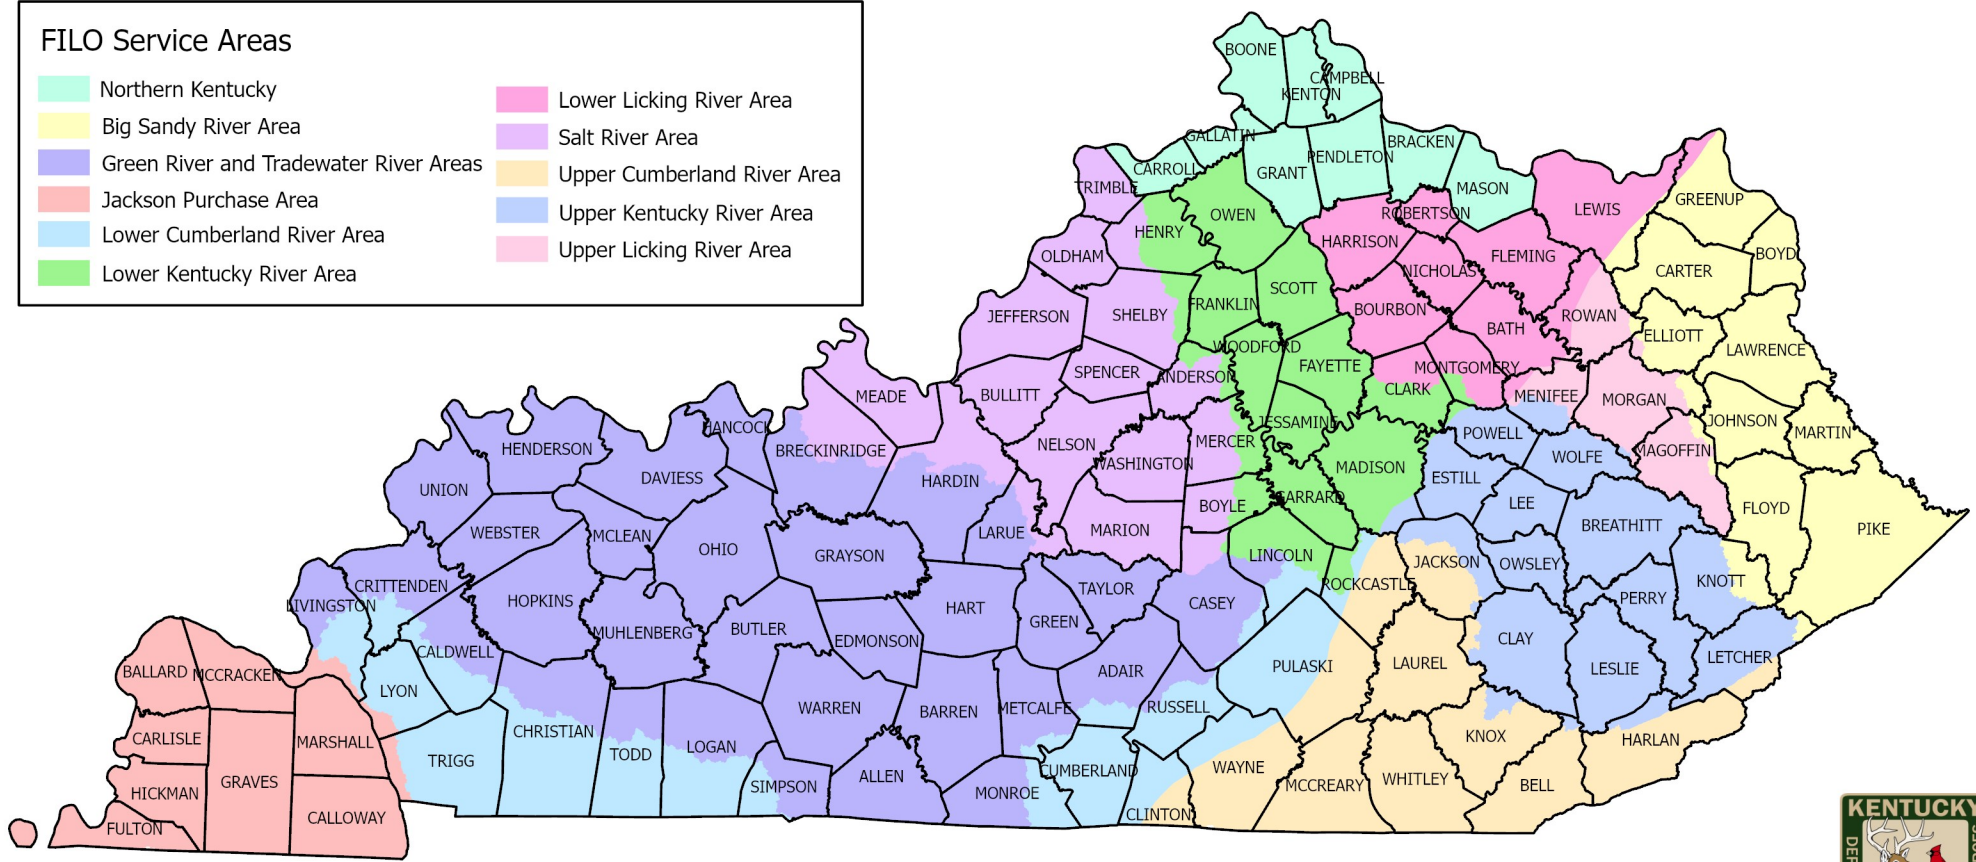 FILO Service Areas
Northern Kentucky
Big Sandy River Area
Green River and Tradewater River Areas
Jackson Purchase Area
Lower Cumberland River Area
Lower Kentucky River Area
Lower Licking River Area
Salt River Area
Upper Cumberland River Area
Upper Kentucky River Area
Upper Licking River Area
BOONE
CAMPBELL
KENTON
GALLATIN
BRACKEN
PENDLETON
CARROLL
GRANT
TRIMBLE
MASON
GREENUP
LEWIS
ROBERTSON
OWEN
HENRY
HARRISON
OLDHAM
FLEMING
BOYD
NICHOLAS
CARTER
SCOTT
FRANKLIN
BOURBON
SHELBY
JEFFERSON
ROWAN
BATH
ELLIOTT
WOODFORD
LAWRENCE
FAYETTE
MONTGOMERY
SPENCER
ANDERSON
CLARK
BULLITT
MEADE
MENIFEE
MORGAN
JESSAMINE
JOHNSON
HANCOCK
POWELL
MARTIN
MERCER
NELSON
HENDERSON
BRECKINRIDGE
MAGOFFIN
WOLFE
WASHINGTON
MADISON
DAVIESS
ESTILL
HARDIN
UNION
GARRARD
LEE
BOYLE
FLOYD
BREATHITT
PIKE
MARION
WEBSTER
LARUE
MCLEAN
OHIO
GRAYSON
LINCOLN
JACKSON
OWSLEY
KNOTT
CRITTENDEN
ROCKCASTLE
TAYLOR
PERRY
HOPKINS
CASEY
LIVINGSTON
HART
GREEN
BUTLER
MUHLENBERG
EDMONSON
CLAY
CALDWELL
LETCHER
LAUREL
PULASKI
LESLIE
ADAIR
BALLARD
MCCRACKEN
LYON
RUSSELL
METCALFE
WARREN
BARREN
CHRISTIAN
KNOX
CARLISLE
MARSHALL
HARLAN
LOGAN
TODD
TRIGG
WAYNE
CUMBERLAND
ALLEN
WHITLEY
GRAVES
MCCREARY
BELL
SIMPSON
HICKMAN
MONROE
CLINTON
CALLOWAY
FULTON
KENTUCKY